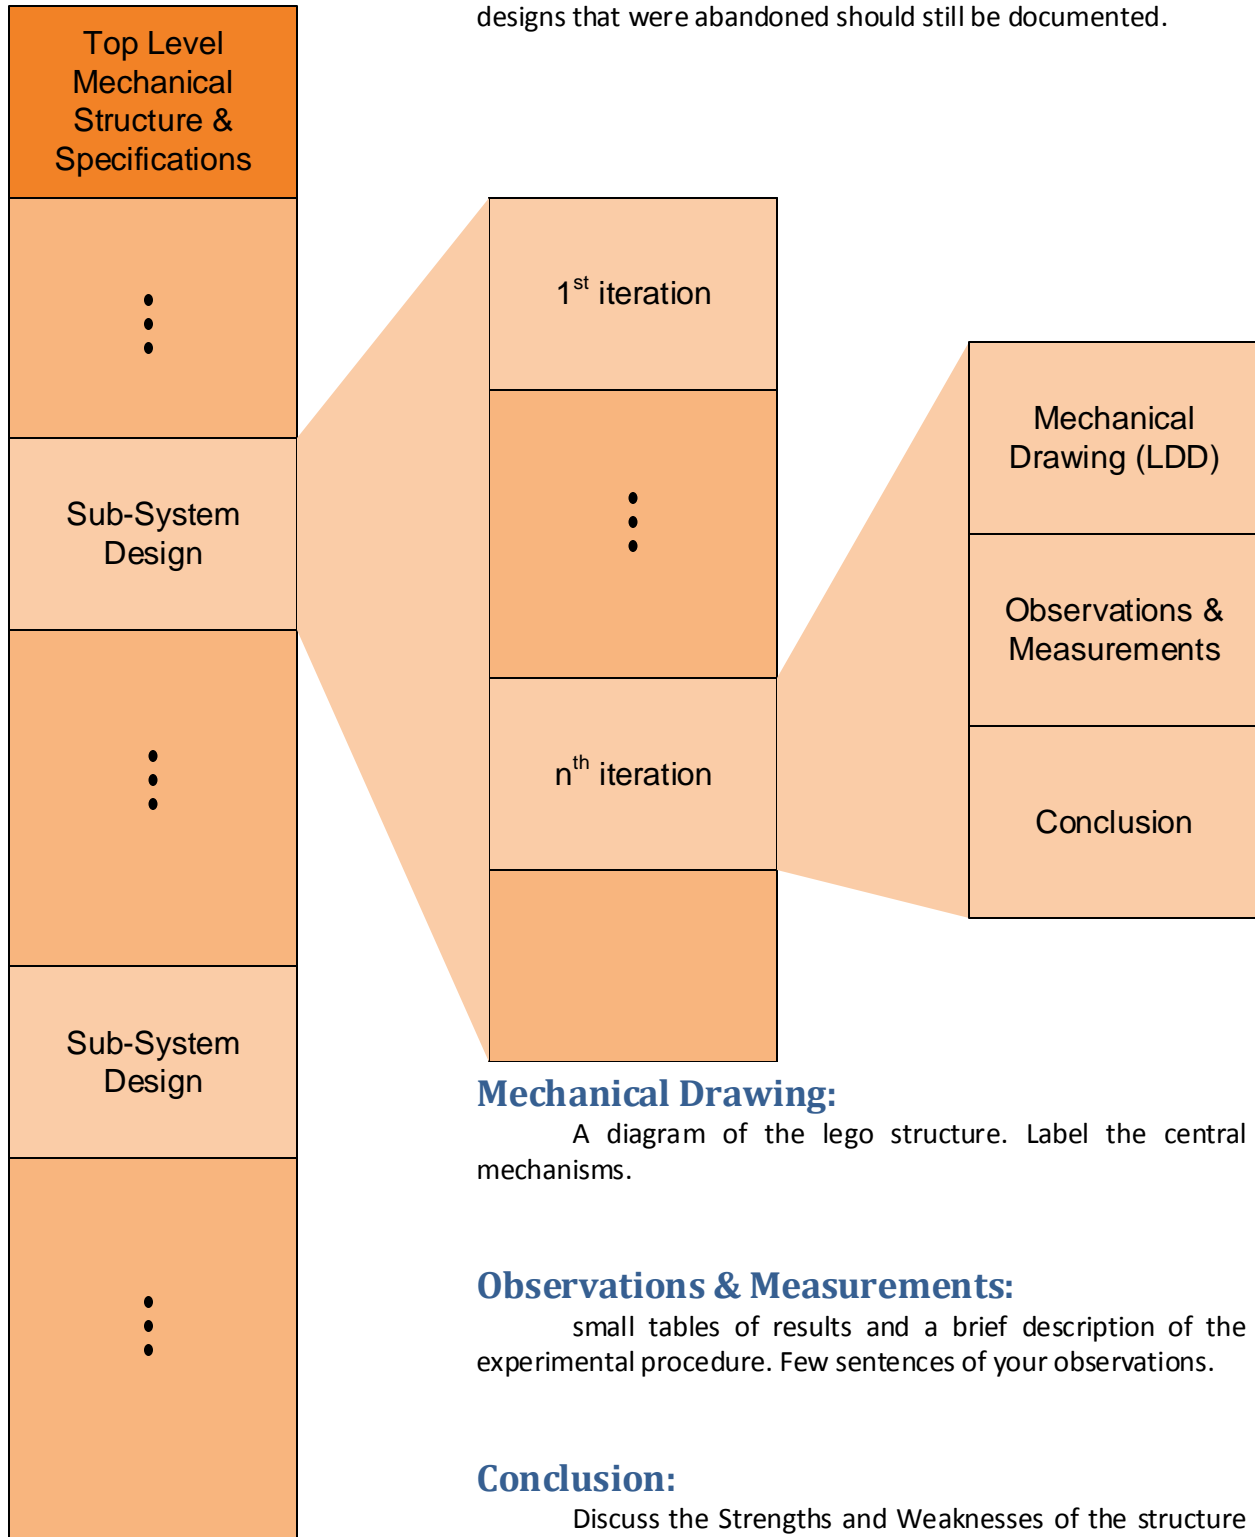 designs that were abandoned should still be documented.
Top Level
Mechanical
Structure &
Specifications
Sub-System
Design
Sub-System
Design
1st iteration
nth iteration
Mechanical
Drawing (LDD)
Observations &
Measurements
Conclusion
Mechanical Drawing:
A diagram of the lego structure. Label the central
mechanisms.
Observations & Measurements:
small tables of results and a brief description of the
experimental procedure. Few sentences of your observations.
Conclusion:
Discuss the Strengths and Weaknesses of the structure